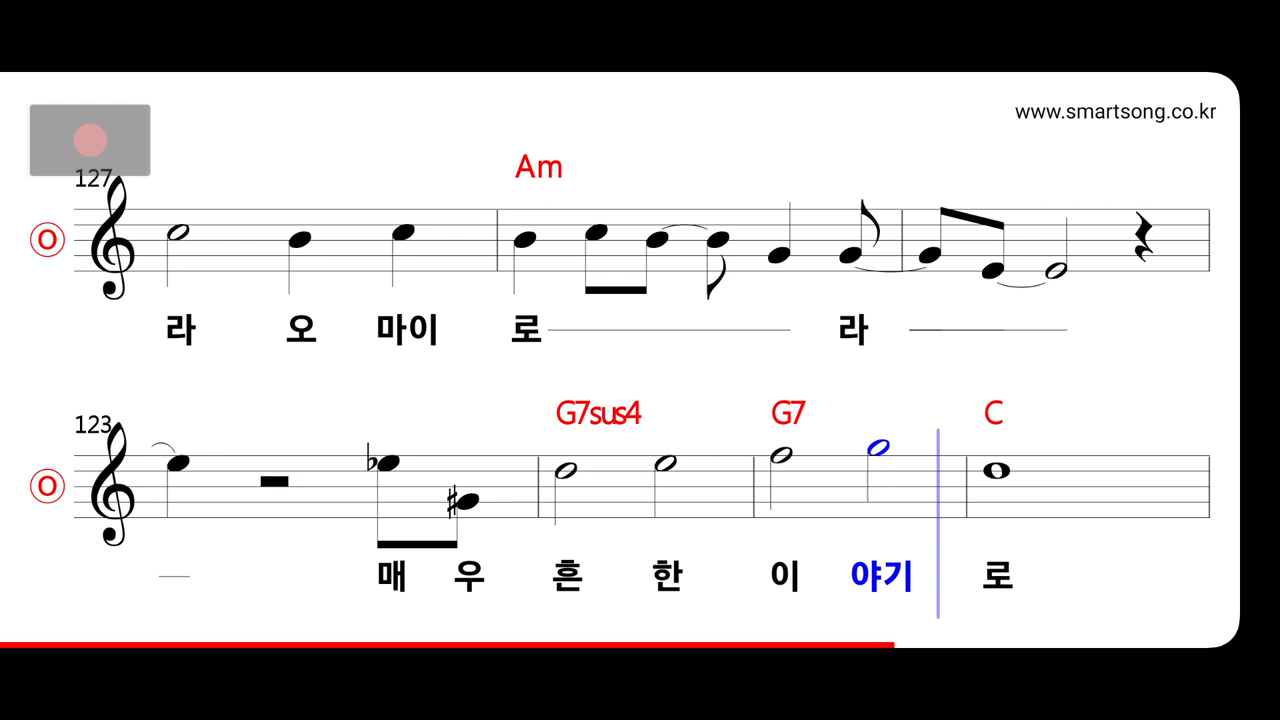 www.smartsong.co.kr
127
Am
O
라 오 마이 로 라
123
G7sus4 G7 C
O
매 우 흔 한 이 야기 로